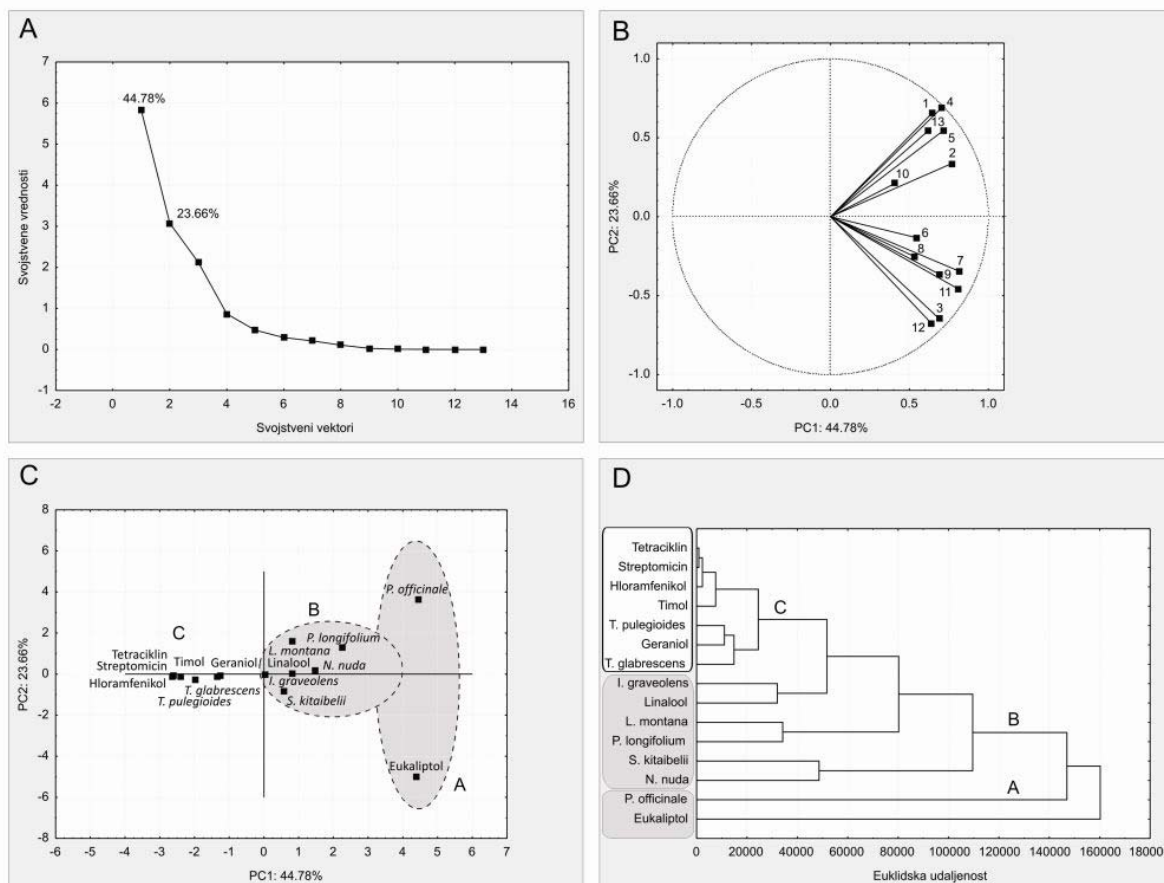 A
7
6
5
4
3
2
1
0
-1
44.78%
23.66%
-2 0 2 4 6 8 10 12 14 16
Svojstvene vrednosti
Svojstveni vektori
B
1.0
0.5
0.0
-0.5
-1.0
1 4
13
5
2
10
6
8
7
9
11
3
12
-1.0 -0.5 0.0 0.5 1.0
PC2: 23.66%
PC1: 44.78%
C
8
6
4
2
0
-2
-4
-6
-8
P. officinale
B
C
P. longifolium
L. montana
Tetraciklin
Streptomicin Timol Geraniol/ Linalool N. nuda
Hloramfenikol T. glabrescens I. graveolens
T. pulegioides S. kitaibelii
Eukaliptol
A
-6 -5 -4 -3 -2 -1 0 1 2 3 4 5 6 7
PC2: 23.66%
PC1: 44.78%
D
Tetraciklin
Streptomicin
Hloramfenikol
Timol
C
T. pulegioides
Geraniol
T. glabrescens
I. graveolens
Linalool
L. montana
B
P. longifolium
S. kitaibelii
N. nuda
A
P. officinale
Eukaliptol
0 20000 40000 60000 80000 100000 120000 140000 160000 18000
Euklidska udaljenost